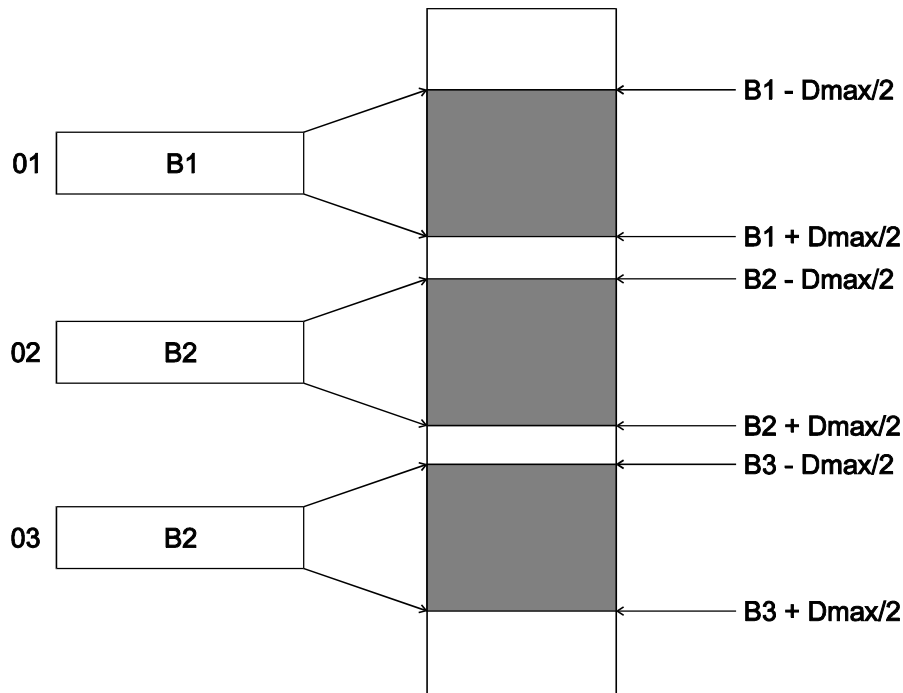 B1 - Dmax/2
01 B1
B1 + Dmax/2
B2 - Dmax/2
02 B2
B2 + Dmax/2
B3 - Dmax/2
03 B2
B3 + Dmax/2